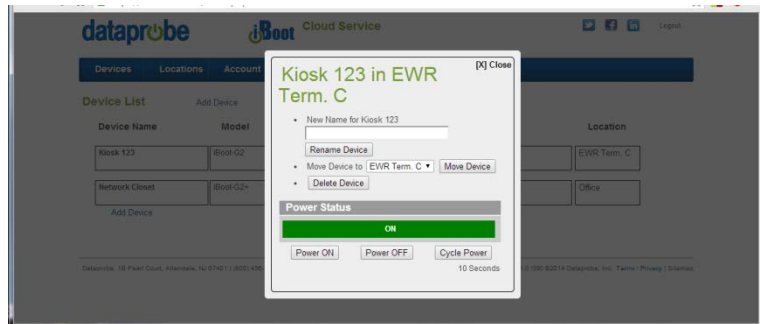 dataprobe
iBoot Cloud Service
Logout
Devices Locations Account
Device List Add Device
Device Name Model Location
Kiosk 123 iBoot-G2 EWR Term. C
Network Closet iBoot-G2+ Office
Add Device
[X] Close
Kiosk 123 in EWR
Term. C
New Name for Kiosk 123
Rename Device
Move Device to EWR Term. C Move Device
Delete Device
Power Status
ON
Power ON Power OFF Cycle Power
10 Seconds
Dataprobe, 1B Pearl Court, Allendale, NJ 07401 ©2014 Dataprobe, Inc. Terms Privacy Sitemap